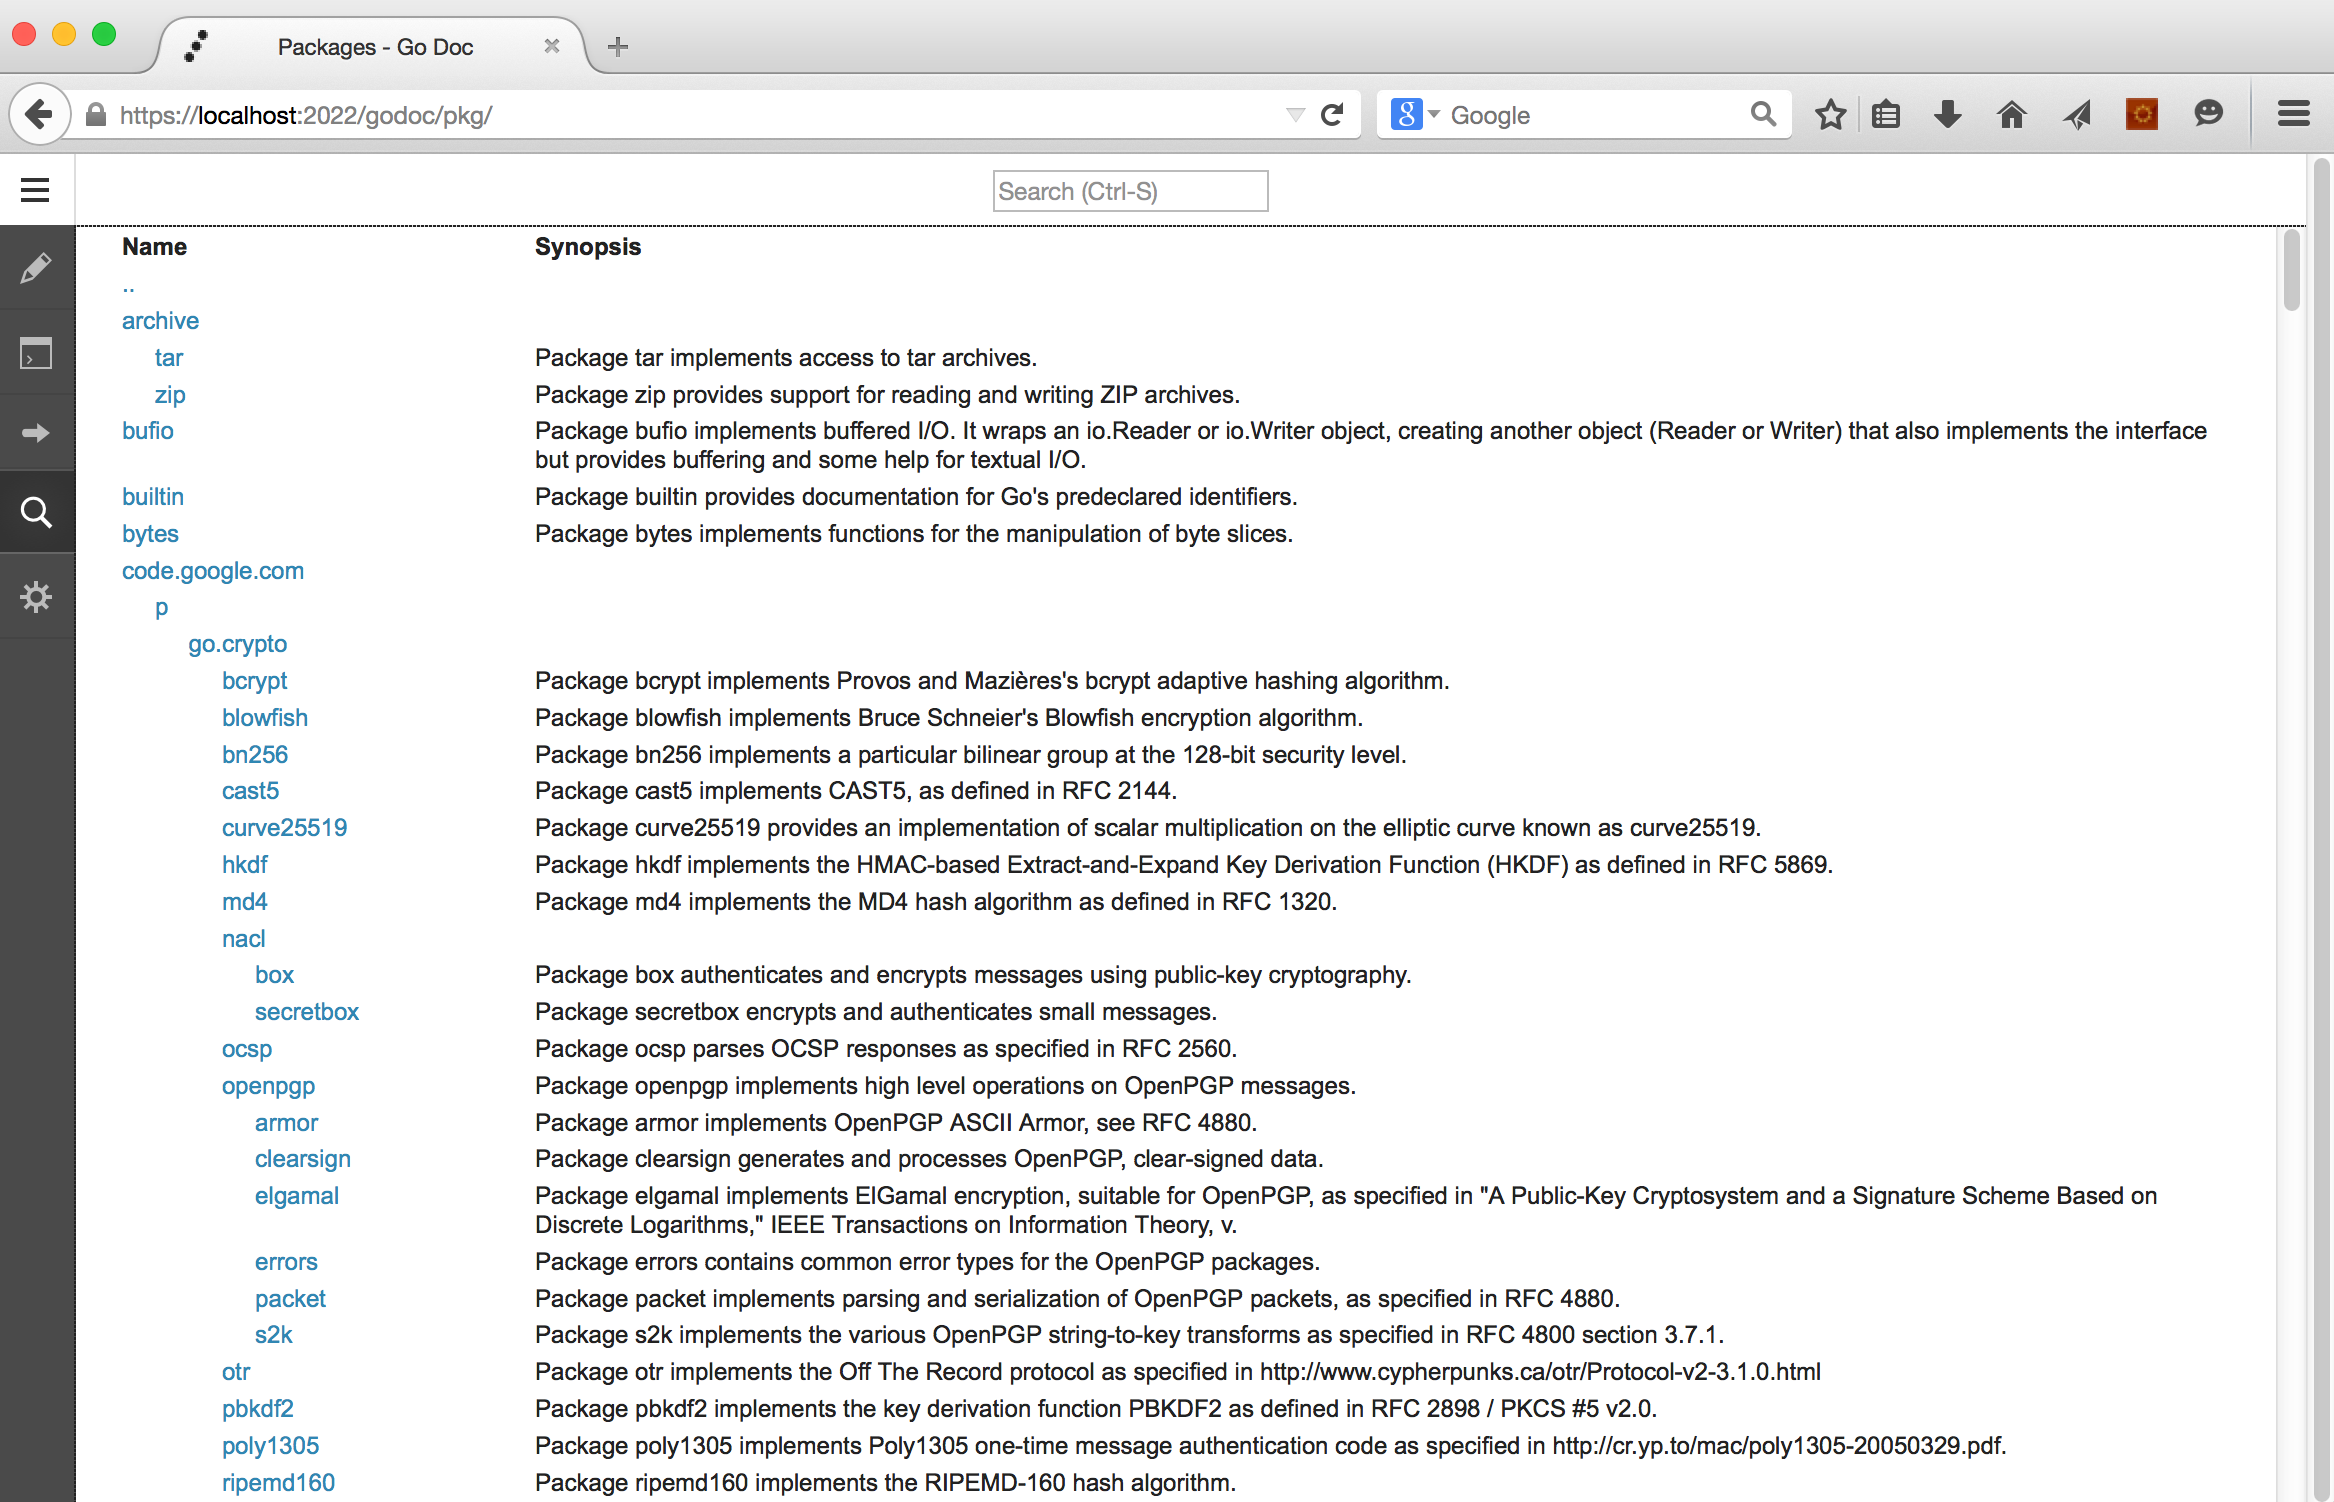 Packages - Go Doc
https://localhost:2022/godoc/pkg/
Google
Search (Ctrl-S)
Name Synopsis
..
archive
tar Package tar implements access to tar archives.
zip Package zip provides support for reading and writing ZIP archives.
bufio Package bufio implements buffered I/O. It wraps an io.Reader or io.Writer object, creating another object (Reader or Writer) that also implements the interface
but provides buffering and some help for textual I/O.
builtin Package builtin provides documentation for Go's predeclared identifiers.
bytes Package bytes implements functions for the manipulation of byte slices.
code.google.com
p
go.crypto
bcrypt Package bcrypt implements Provos and Mazières's bcrypt adaptive hashing algorithm.
blowfish Package blowfish implements Bruce Schneier's Blowfish encryption algorithm.
bn256 Package bn256 implements a particular bilinear group at the 128-bit security level.
cast5 Package cast5 implements CAST5, as defined in RFC 2144.
curve25519 Package curve25519 provides an implementation of scalar multiplication on the elliptic curve known as curve25519.
hkdf Package hkdf implements the HMAC-based Extract-and-Expand Key Derivation Function (HKDF) as defined in RFC 5869.
md4 Package md4 implements the MD4 hash algorithm as defined in RFC 1320.
nacl
box Package box authenticates and encrypts messages using public-key cryptography.
secretbox Package secretbox encrypts and authenticates small messages.
ocsp Package ocsp parses OCSP responses as specified in RFC 2560.
openpgp Package openpgp implements high level operations on OpenPGP messages.
armor Package armor implements OpenPGP ASCII Armor, see RFC 4880.
clearsign Package clearsign generates and processes OpenPGP, clear-signed data.
elgamal Package elgamal implements ElGamal encryption, suitable for OpenPGP, as specified in "A Public-Key Cryptosystem and a Signature Scheme Based on
Discrete Logarithms," IEEE Transactions on Information Theory, v.
errors Package errors contains common error types for the OpenPGP packages.
packet Package packet implements parsing and serialization of OpenPGP packets, as specified in RFC 4880.
s2k Package s2k implements the various OpenPGP string-to-key transforms as specified in RFC 4800 section 3.7.1.
otr Package otr implements the Off The Record protocol as specified in http://www.cypherpunks.ca/otr/Protocol-v2-3.1.0.html
pbkdf2 Package pbkdf2 implements the key derivation function PBKDF2 as defined in RFC 2898 / PKCS #5 v2.0.
poly1305 Package poly1305 implements Poly1305 one-time message authentication code as specified in http://cr.yp.to/mac/poly1305-20050329.pdf.
ripemd160 Package ripemd160 implements the RIPEMD-160 hash algorithm.